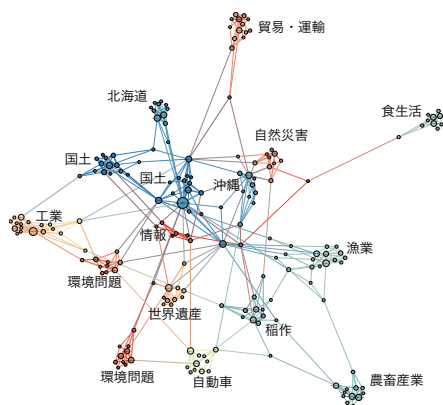 貿易・運輸
北海道
食生活
自然災害
国土
国土
沖縄
工業
情報
漁業
環境問題
世界遺産
稲作
環境問題
自動車
農畜産業